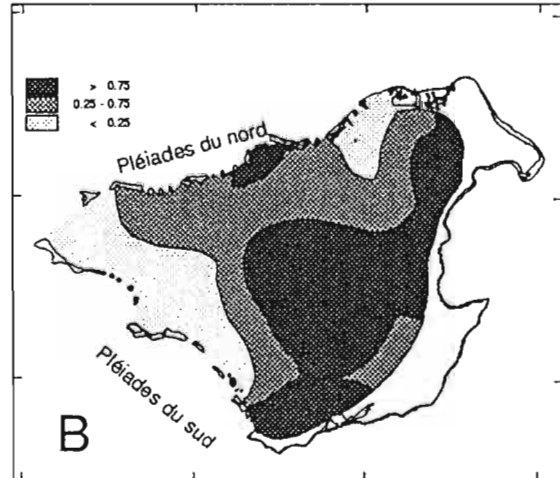 > 0.75
0.25 - 0.75
< 0.25
Pléiades du nord
Pléiades du sud
B